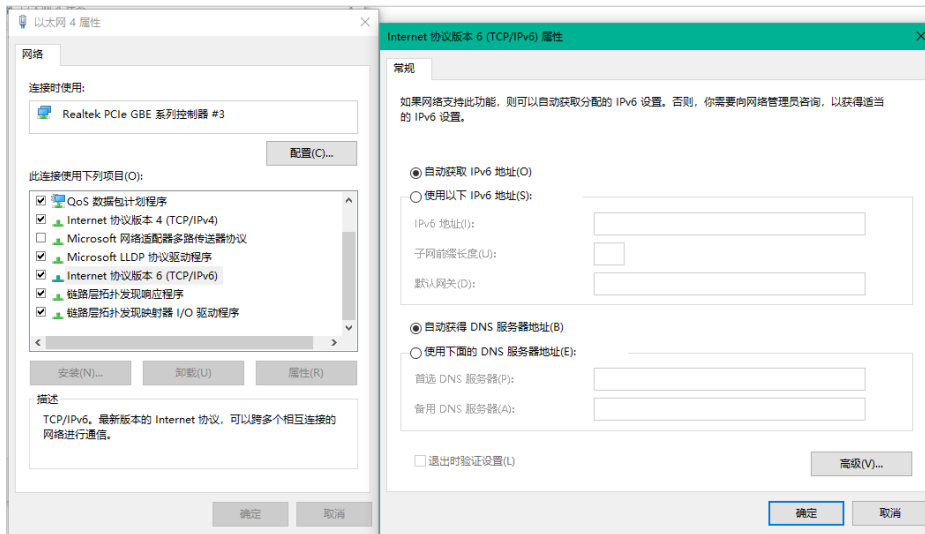 以太网 4 属性
网络
连接时使用:
Realtek PCIe GBE 系列控制器 #3
配置(C)...
此连接使用下列项目(O):
QoS 数据包计划程序
Internet 协议版本 4 (TCP/IPv4)
Microsoft 网络适配器多路传送器协议
Microsoft LLDP 协议驱动程序
Internet 协议版本 6 (TCP/IPv6)
链路层拓扑发现响应程序
链路层拓扑发现映射器 I/O 驱动程序
安装(N)...
卸载(U)
属性(R)
描述
TCP/IPv6。最新版本的 Internet 协议，可以跨多个相互连接的
网络进行通信。
确定
取消
Internet 协议版本 6 (TCP/IPv6) 属性
常规
如果网络支持此功能，则可以自动获取分配的 IPv6 设置。否则，你需要向网络管理员咨询，以获得适当
的 IPv6 设置。
自动获取 IPv6 地址(O)
使用以下 IPv6 地址(S):
IPv6 地址(I):
子网前缀长度(U):
默认网关(D):
自动获得 DNS 服务器地址(B)
使用下面的 DNS 服务器地址(E):
首选 DNS 服务器(P):
备用 DNS 服务器(A):
退出时验证设置(L)
高级(V)...
确定
取消